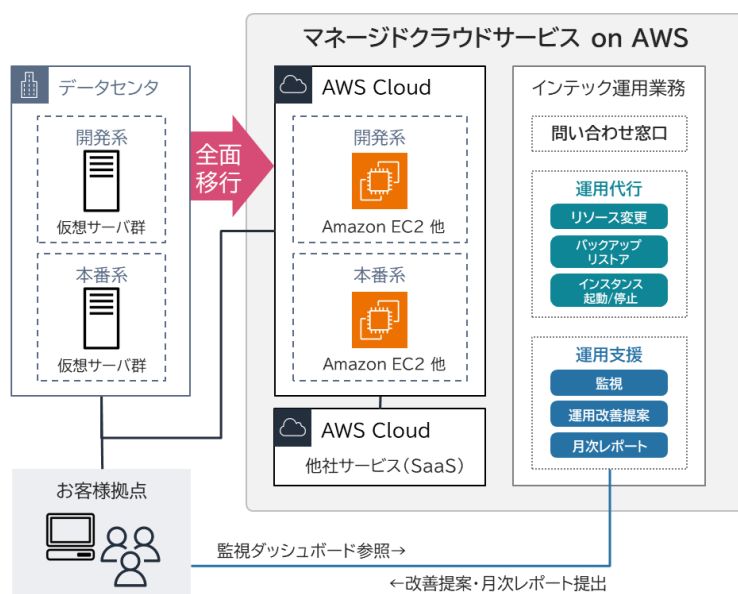 マネージドクラウドサービス on AWS
データセンタ
開発系
仮想サーバ群
本番系
仮想サーバ群
全面
移行
AWS Cloud
開発系
Amazon EC2 他
本番系
Amazon EC2 他
AWS Cloud
他社サービス(SaaS)
インテック運用業務
問い合わせ窓口
運用代行
リソース変更
バックアップ
リストア
インスタンス
起動/停止
運用支援
監視
運用改善提案
月次レポート
お客様拠点
監視ダッシュボード参照→
←改善提案・月次レポート提出